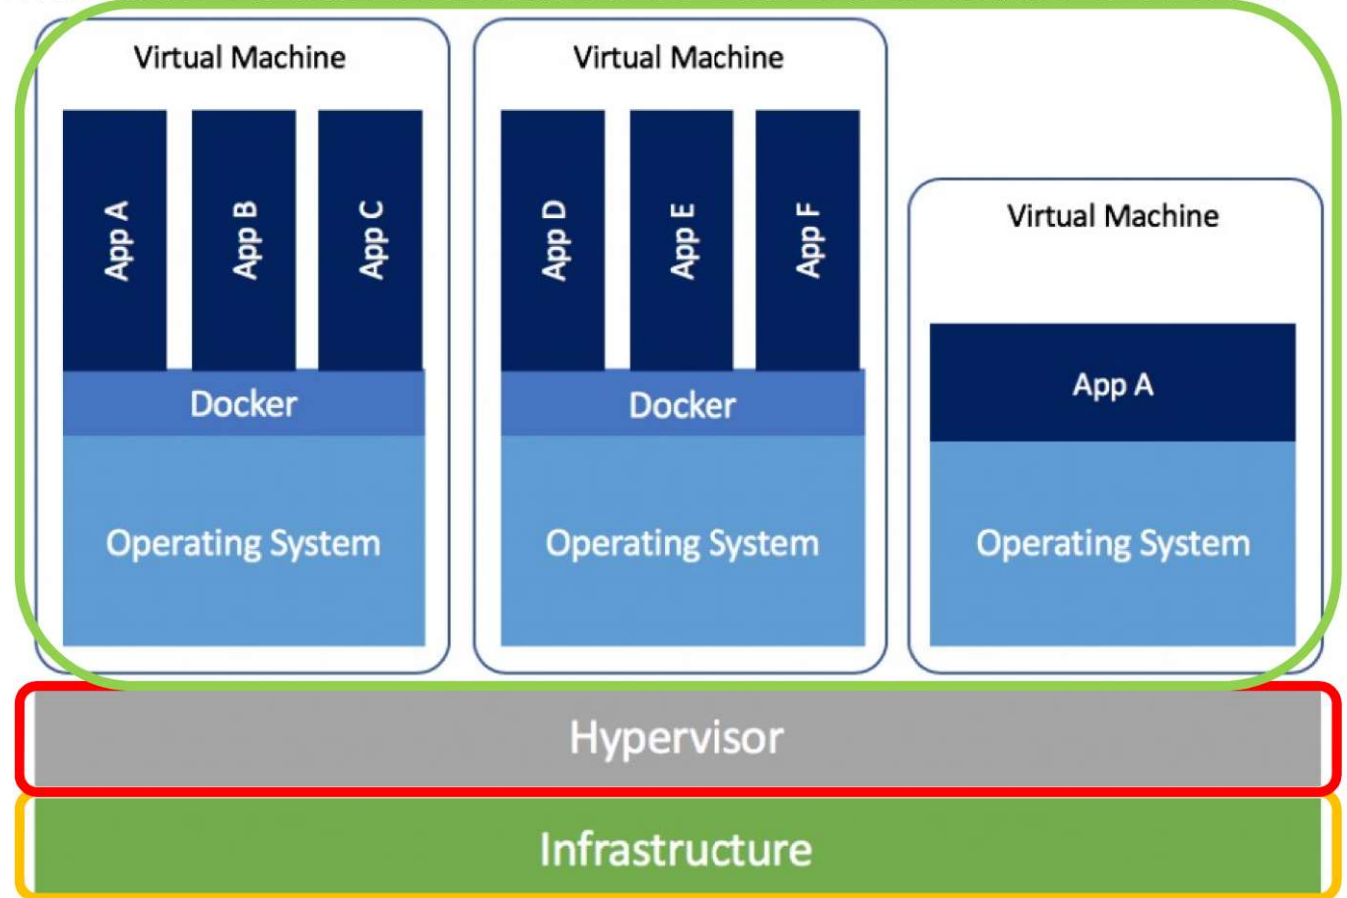 Virtual Machine
App A
App B
App C
Docker
Operating System
Virtual Machine
App D
App E
App F
Docker
Operating System
Virtual Machine
App A
Operating System
Hypervisor
Infrastructure